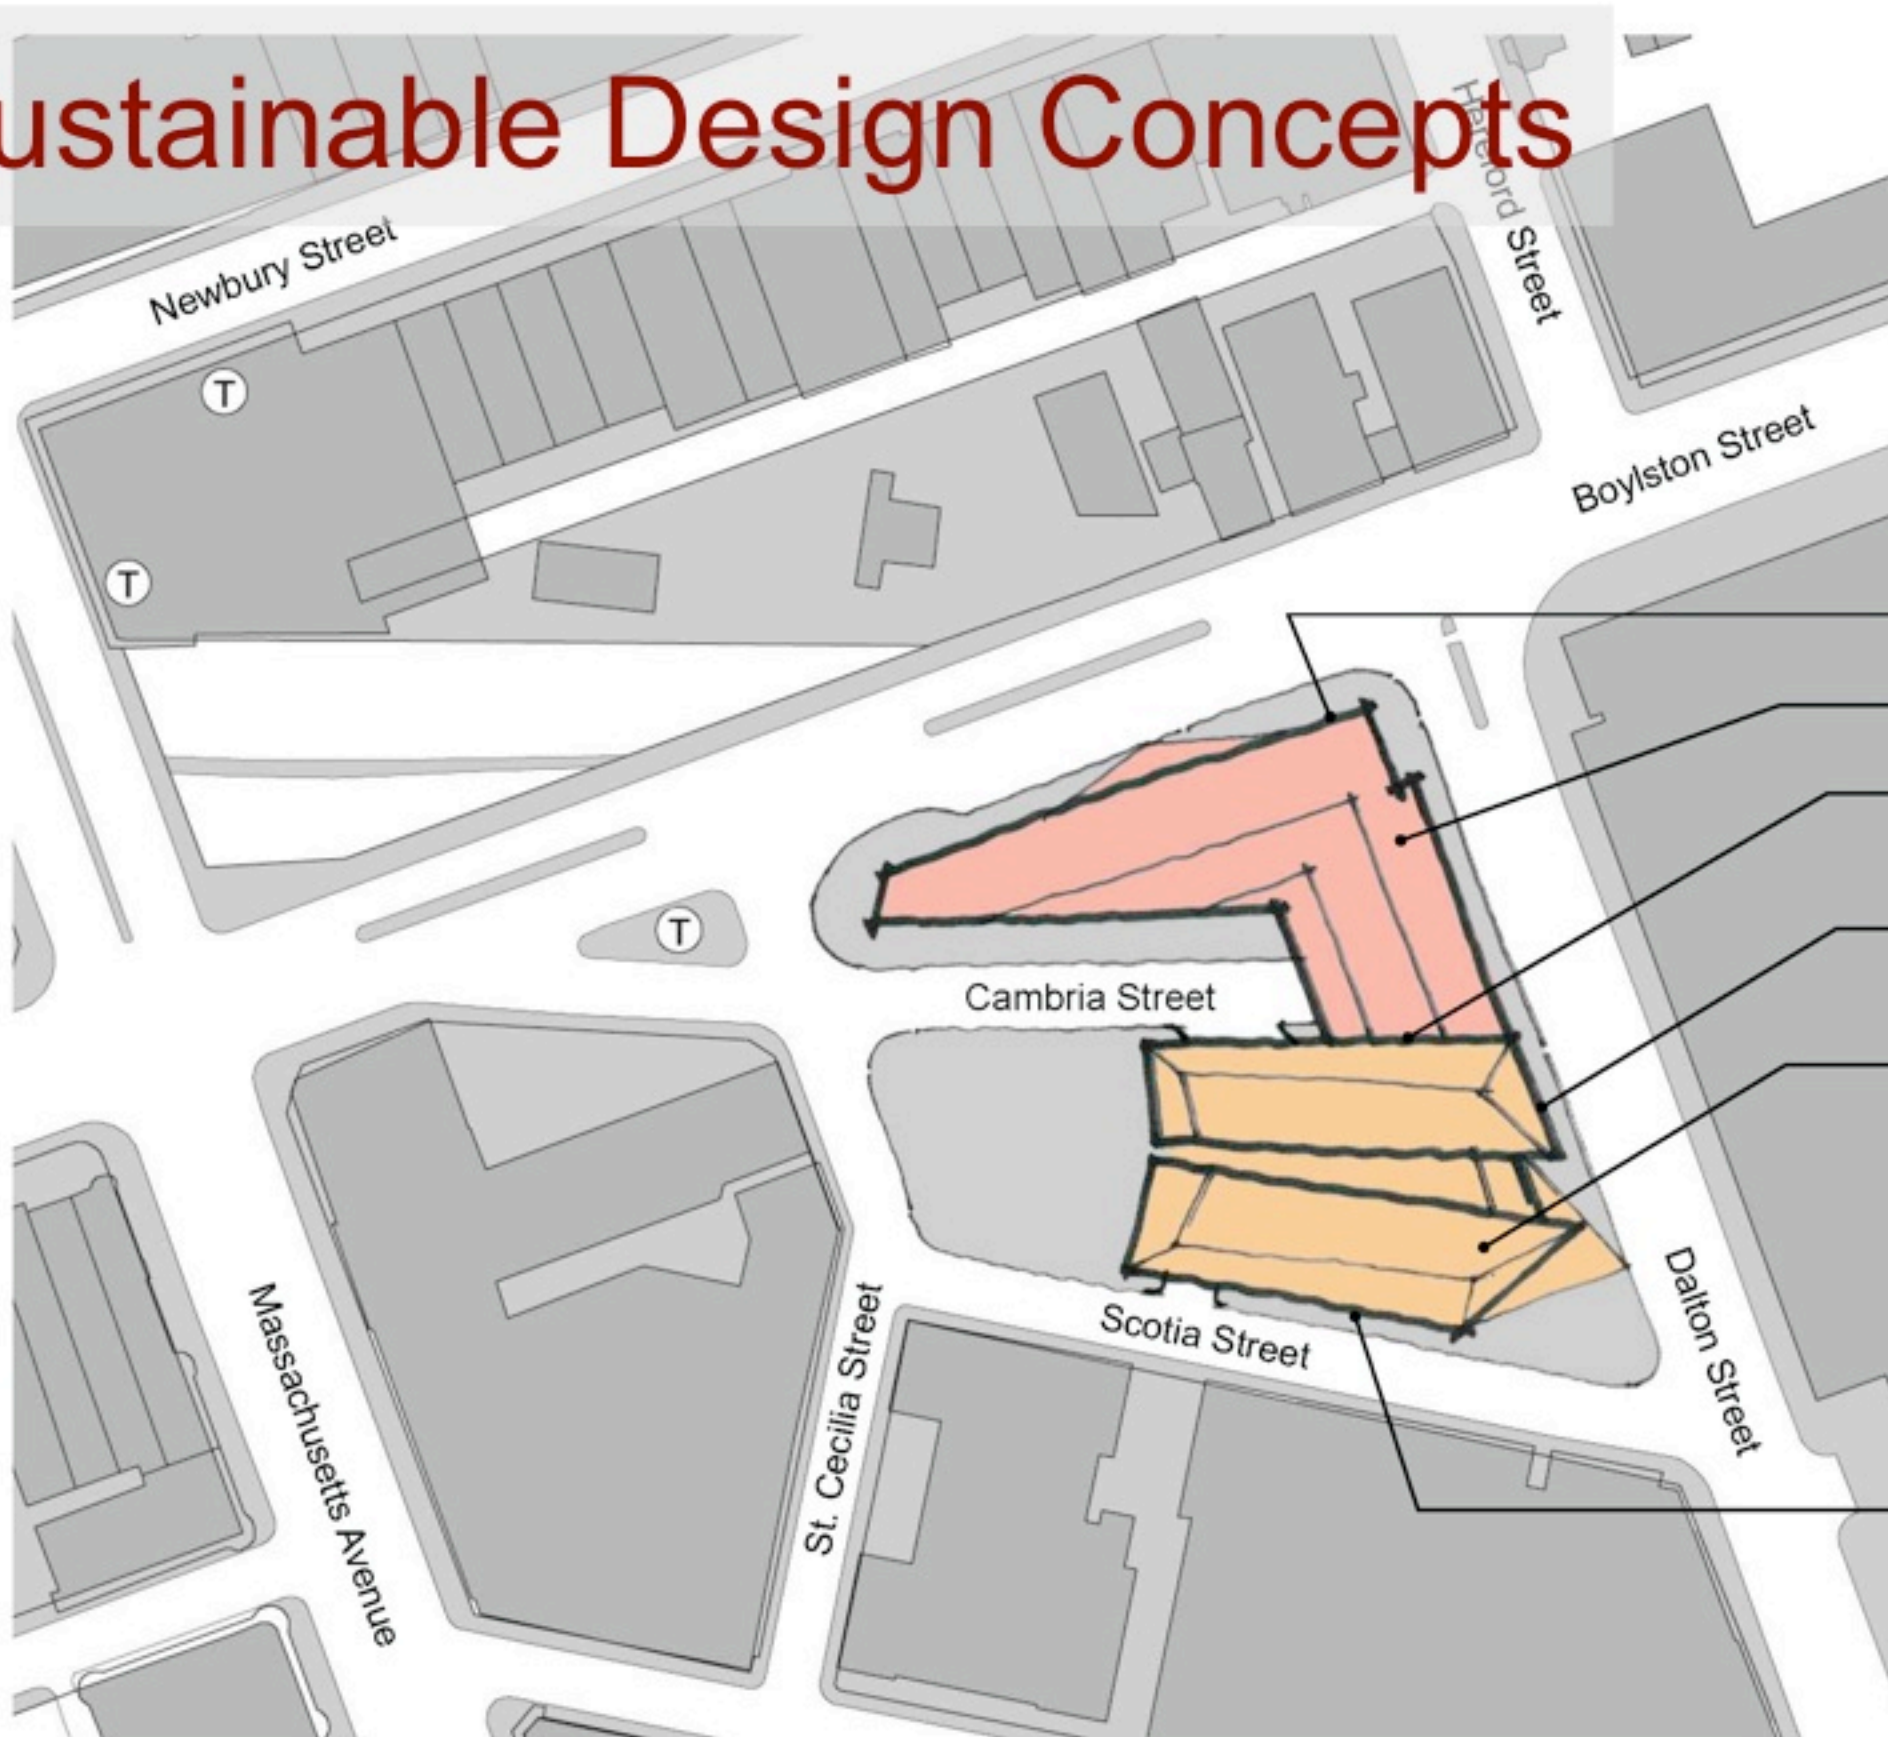 ustainable Design Concepts
Hereford Street
Newbury Street
T
Boylston Street
T
T
Cambria Street
Scotia Street
Dalton Street
Massachusetts Avenue
St. Cecilia Street